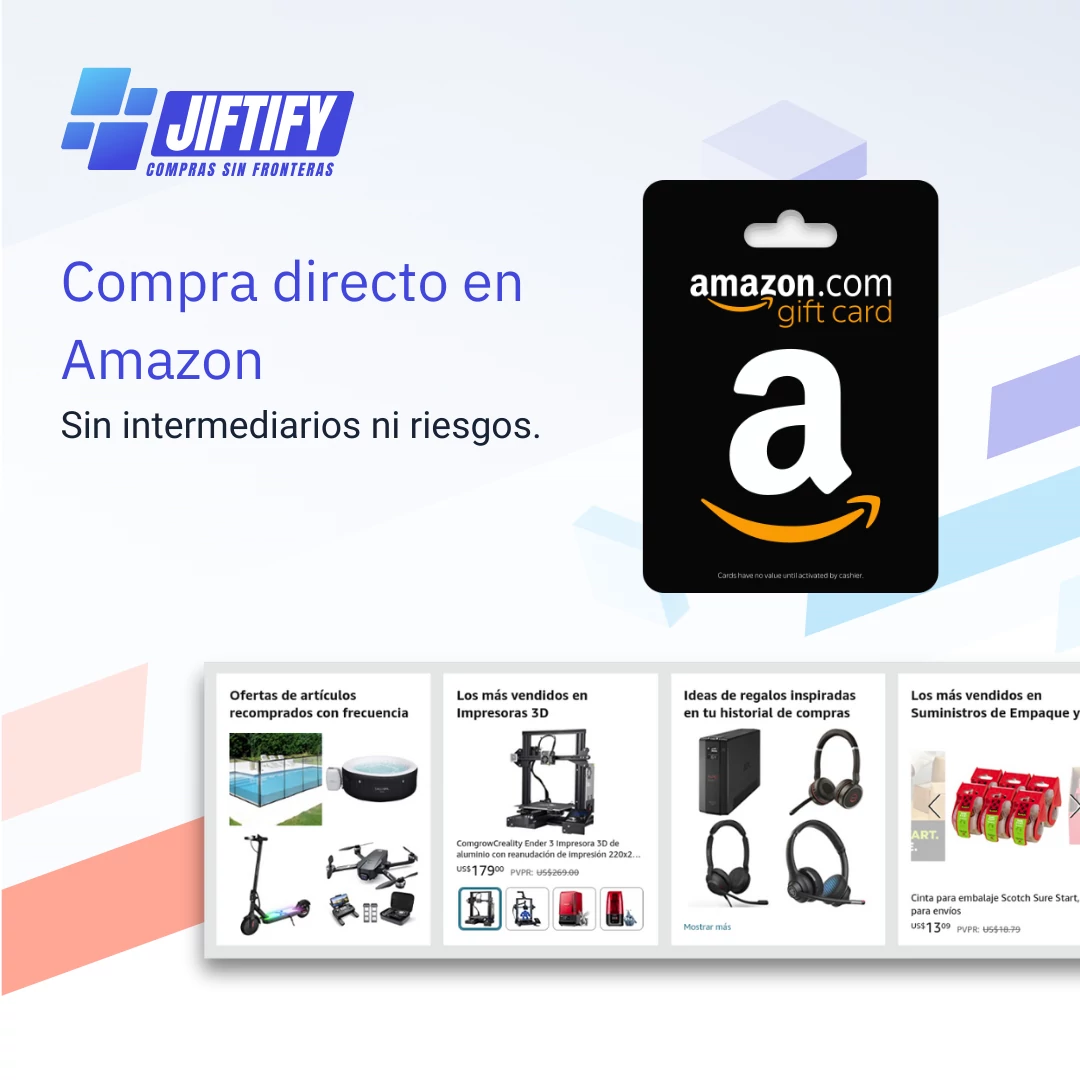 JIFTIFY
COMPRAS SIN FRONTERAS
Compra directo en
Amazon
Sin intermediarios ni riesgos.
amazon.com
gift card
a
Cards have no value until activated by cashier.
Ofertas de artículos
recomprados con frecuencia
Los más vendidos en
Impresoras 3D
ComgrowCreality Ender 3 Impresora 3D de
aluminio con reanudación de impresión 220x2…
US$179⁰⁰ PVPR: US$269.00
Ideas de regalos inspiradas
en tu historial de compras
Mostrar más
Los más vendidos en
Suministros de Empaque y
ART.
E.
Cinta para embalaje Scotch Sure Start,
para envíos
US$13⁰⁹ PVPR: US$18.79